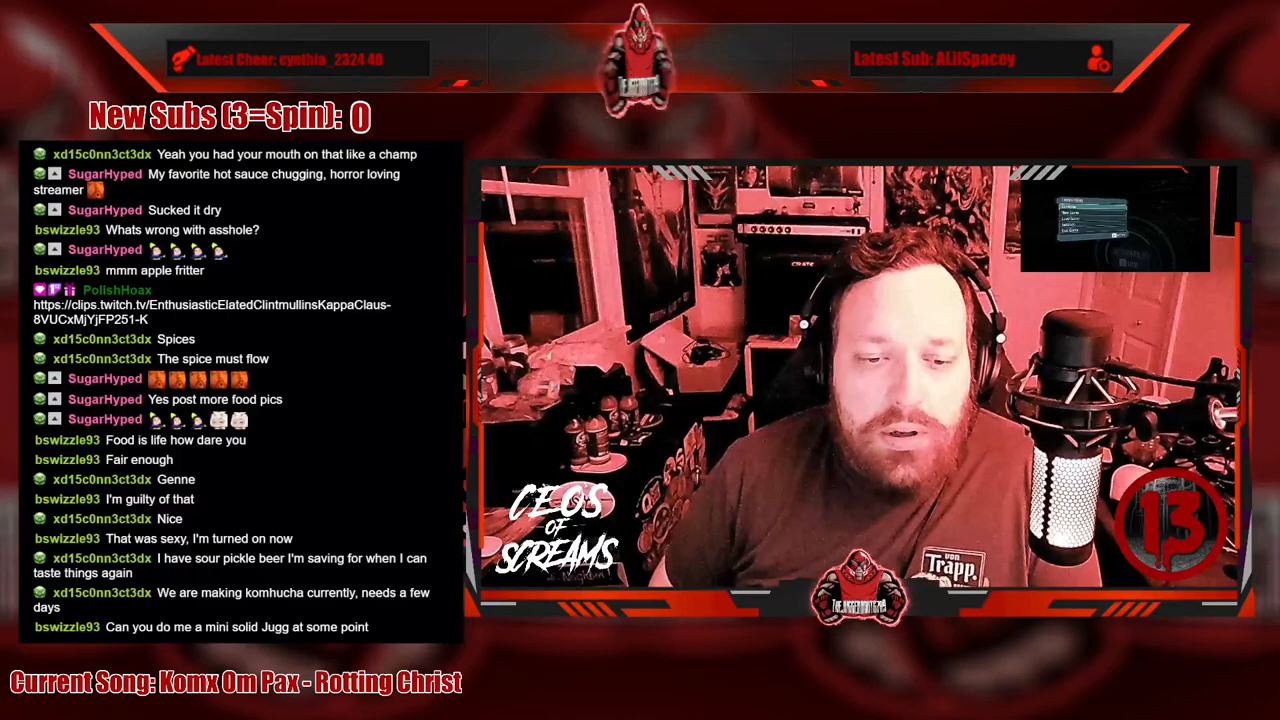 Latest Cheer: cynthia_2324 40
Latest Sub: ALilSpacey
New Subs (3=Spin): 0
xd15c0nn3ct3dx Yeah you had your mouth on that like a champ
SugarHyped My favorite hot sauce chugging, horror loving
streamer
SugarHyped Sucked it dry
bswizzle93 Whats wrong with asshole?
SugarHyped
bswizzle93 mmm apple fritter
PolishHoax
https://clips.twitch.tv/EnthusiasticElatedClintmullinsKappaClaus-
8VUCxMjYjFP251-K
xd15c0nn3ct3dx Spices
xd15c0nn3ct3dx The spice must flow
SugarHyped
SugarHyped Yes post more food pics
SugarHyped
bswizzle93 Food is life how dare you
bswizzle93 Fair enough
xd15c0nn3ct3dx Genne
bswizzle93 I'm guilty of that
xd15c0nn3ct3dx Nice
bswizzle93 That was sexy, I'm turned on now
xd15c0nn3ct3dx I have sour pickle beer I'm saving for when I can
taste things again
xd15c0nn3ct3dx We are making komhucha currently, needs a few
days
bswizzle93 Can you do me a mini solid Jugg at some point
CRATE
CEOS
OF
SCREAMS
von
Trapp
13
Current Song: Komx Om Pax - Rotting Christ